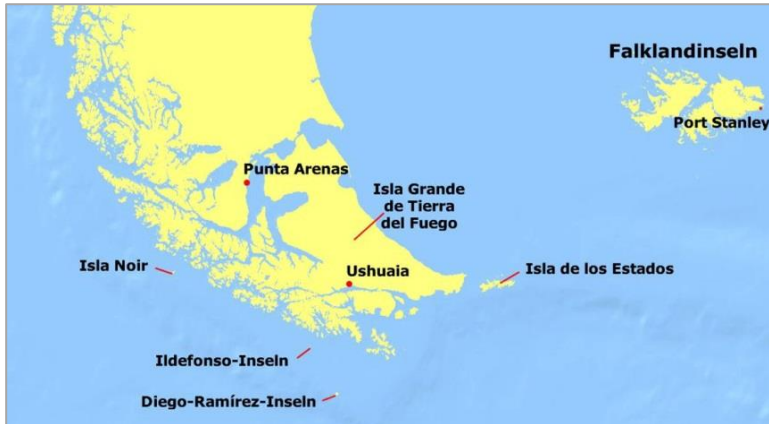 Falklandinseln
Port Stanley
Punta Arenas
Isla Grande
de Tierra
del Fuego
Isla Noir
Ushuaia
Isla de los Estados
Ildefonso-Inseln
Diego-Ramírez-Inseln